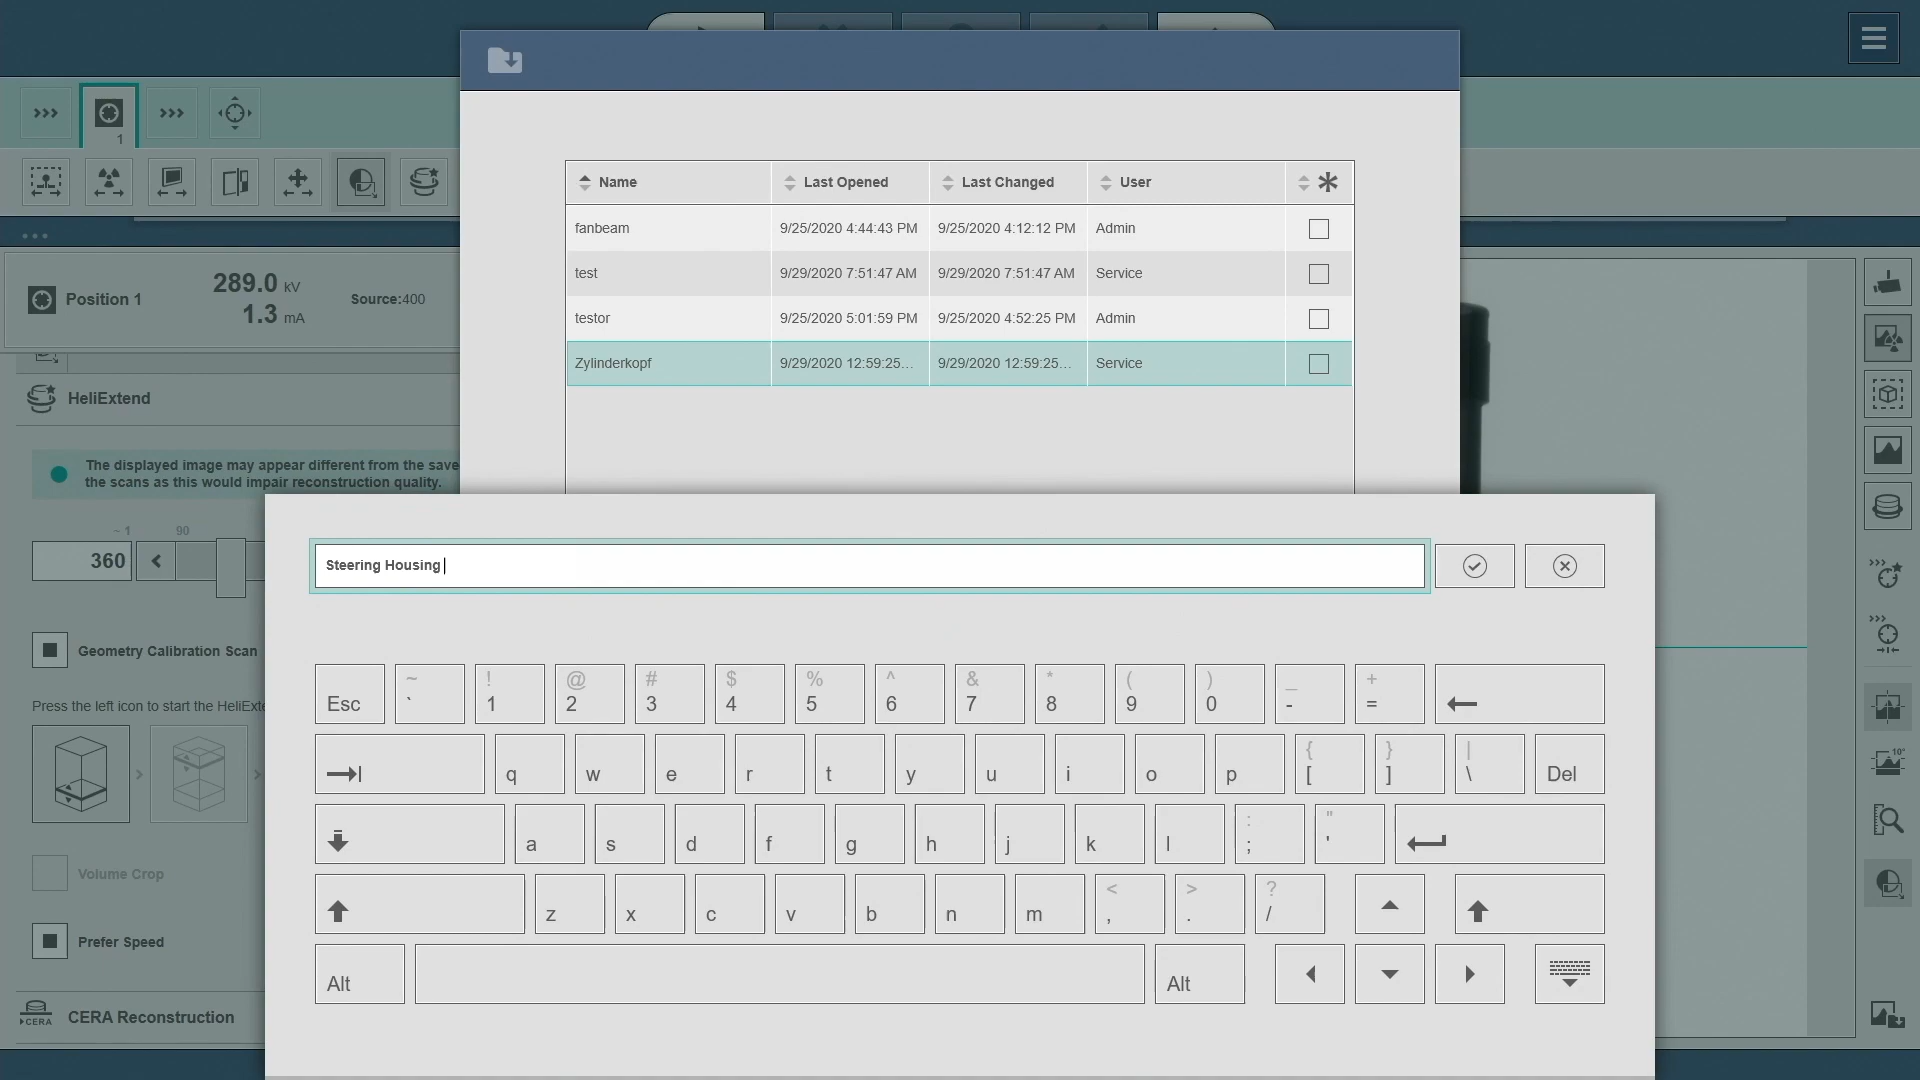 1
Name Last Opened Last Changed User *
fanbeam 9/25/2020 4:44:43 PM 9/25/2020 4:12:12 PM Admin
test 9/29/2020 7:51:47 AM 9/29/2020 7:51:47 AM Service
testor 9/25/2020 5:01:59 PM 9/25/2020 4:52:25 PM Admin
Zylinderkopf 9/29/2020 12:59:25... 9/29/2020 12:59:25... Service
Position 1
289.0 kV
1.3 mA
Source:400
HeliExtend
The displayed image may appear different from the save
the scans as this would impair reconstruction quality.
~ 1 90
360
Geometry Calibration Scan
Press the left icon to start the HeliExte
Volume Crop
Prefer Speed
CERA
CERA Reconstruction
10°
Steering Housing
~ ! @ # $ % ^ & * ( ) _ +
Esc ` 1 2 3 4 5 6 7 8 9 0 - =
{ } |
q w e r t y u i o p [ ] \ Del
: "
a s d f g h j k l ; '
< > ?
z x c v b n m , . /
Alt Alt